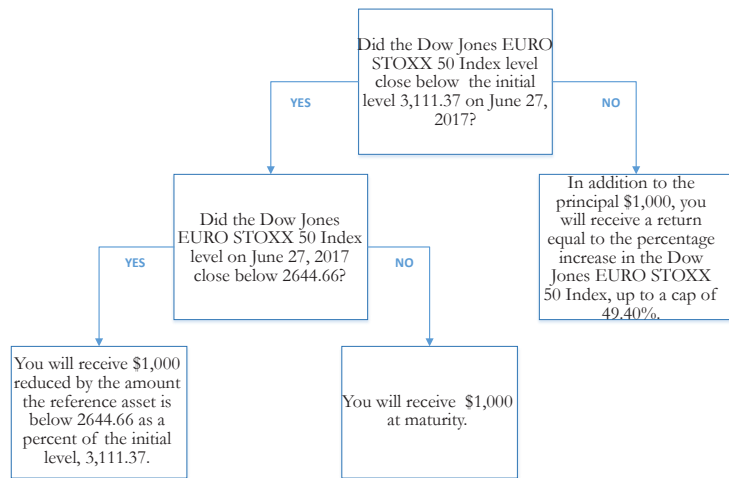 Did the Dow Jones EURO
STOXX 50 Index level
close below the initial
level 3,111.37 on June 27,
2017?
YES
NO
Did the Dow Jones
EURO STOXX 50 Index
level on June 27, 2017
close below 2644.66?
In addition to the
principal $1,000, you
will receive a return
equal to the percentage
increase in the Dow
Jones EURO STOXX
50 Index, up to a cap of
49.40%.
YES
NO
You will receive $1,000
reduced by the amount
the reference asset is
below 2644.66 as a
percent of the initial
level, 3,111.37.
You will receive $1,000
at maturity.